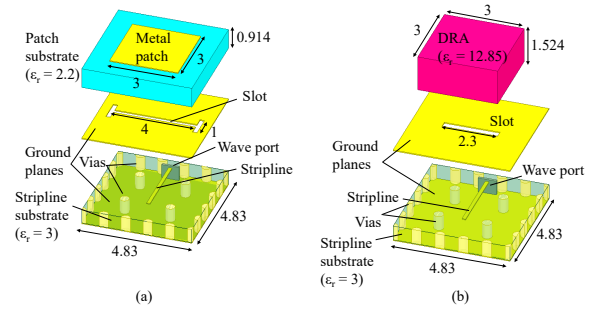 Patch
substrate
(εr = 2.2)
Metal
patch
3
3
0.914
Slot
4
1
Ground
planes
Vias
Wave port
Stripline
Stripline
substrate
(εr = 3)
4.83
4.83
(a)
3
3
DRA
(εr = 12.85)
1.524
Slot
2.3
Ground
planes
Wave port
Stripline
Vias
Stripline
substrate
(εr = 3)
4.83
4.83
(b)